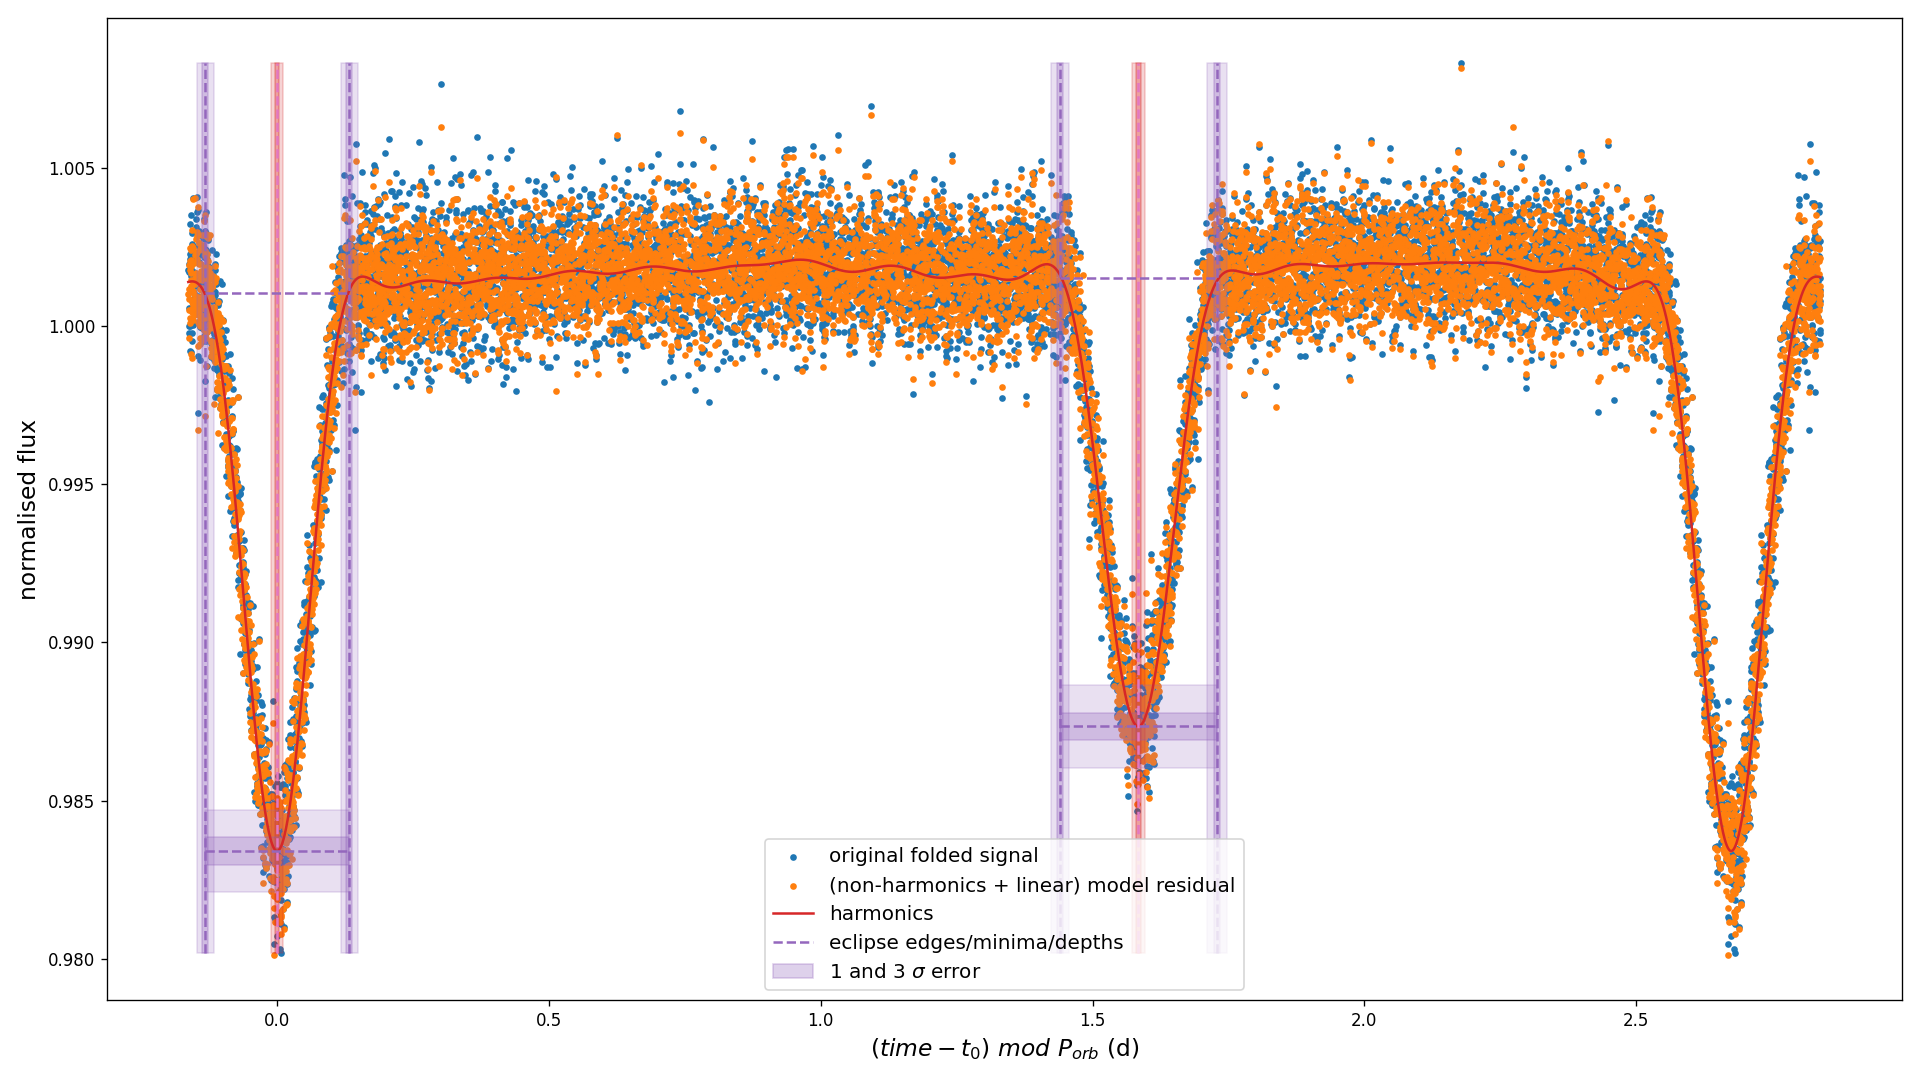 normalised flux
1.005
1.000
0.995
0.990
0.985
0.980
original folded signal
(non-harmonics + linear) model residual
harmonics
eclipse edges/minima/depths
1 and 3 σ error
0.0 0.5 1.0 1.5 2.0 2.5
(time − t₀) mod Pₒᵣb (d)